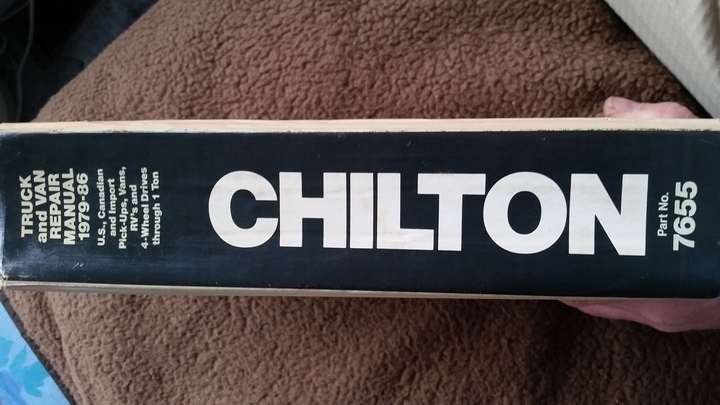 TRUCK
and VAN
REPAIR
MANUAL
1979-86
U.S., Canadian
and Import
Pick-Ups, Vans,
RV's and
4-Wheel Drives
through 1 Ton
CHILTON
Part No.
7655